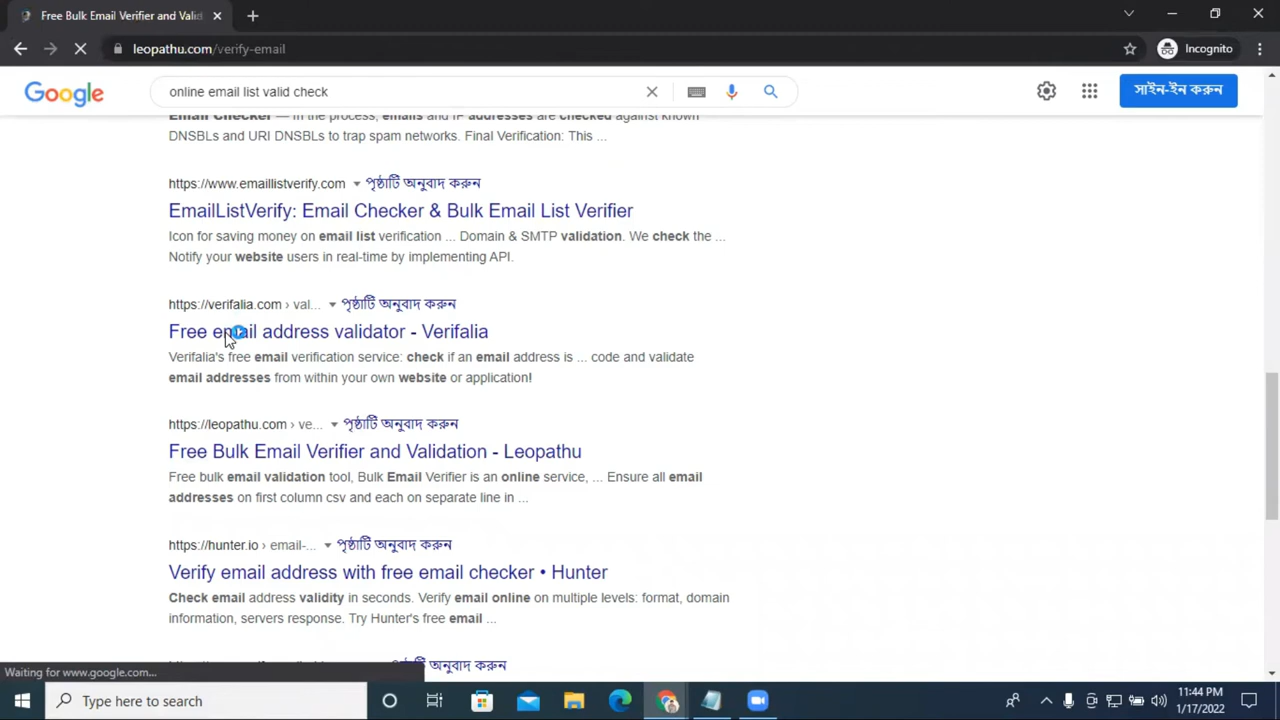 Free Bulk Email Verifier and Valid
leopathu.com/verify-email
Incognito
Google
online email list valid check
সাইন-ইন করুন
Email Checker — In the process, emails and IP addresses are checked against known
DNSBLs and URI DNSBLs to trap spam networks. Final Verification: This ...
https://www.emaillistverify.com পৃষ্ঠাটি অনুবাদ করুন
EmailListVerify: Email Checker & Bulk Email List Verifier
Icon for saving money on email list verification ... Domain & SMTP validation. We check the ...
Notify your website users in real-time by implementing API.
https://verifalia.com › val... পৃষ্ঠাটি অনুবাদ করুন
Free email address validator - Verifalia
Verifalia's free email verification service: check if an email address is ... code and validate
email addresses from within your own website or application!
https://leopathu.com › ve... পৃষ্ঠাটি অনুবাদ করুন
Free Bulk Email Verifier and Validation - Leopathu
Free bulk email validation tool, Bulk Email Verifier is an online service, ... Ensure all email
addresses on first column csv and each on separate line in ...
https://hunter.io › email-... পৃষ্ঠাটি অনুবাদ করুন
Verify email address with free email checker • Hunter
Check email address validity in seconds. Verify email online on multiple levels: format, domain
information, servers response. Try Hunter's free email ...
পৃষ্ঠাটি অনুবাদ করুন
Waiting for www.google.com...
Type here to search
11:44 PM
1/17/2022